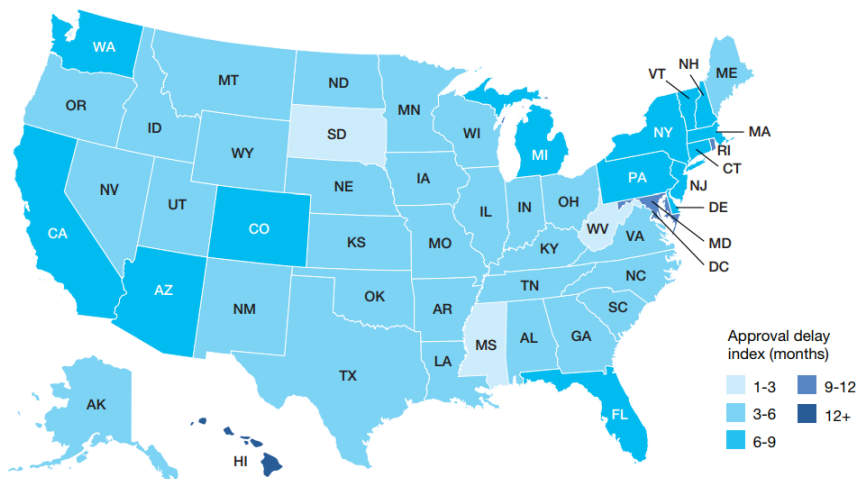 WA
MT
ND
MN
ME
VT
NH
OR
ID
WY
SD
WI
MI
NY
MA
RI
CT
NV
UT
CO
NE
IA
IL
IN
OH
PA
NJ
DE
MD
DC
CA
KS
MO
KY
WV
VA
AZ
NM
OK
AR
TN
NC
SC
TX
LA
MS
AL
GA
FL
AK
HI
Approval delay
index (months)
1-3
9-12
3-6
12+
6-9